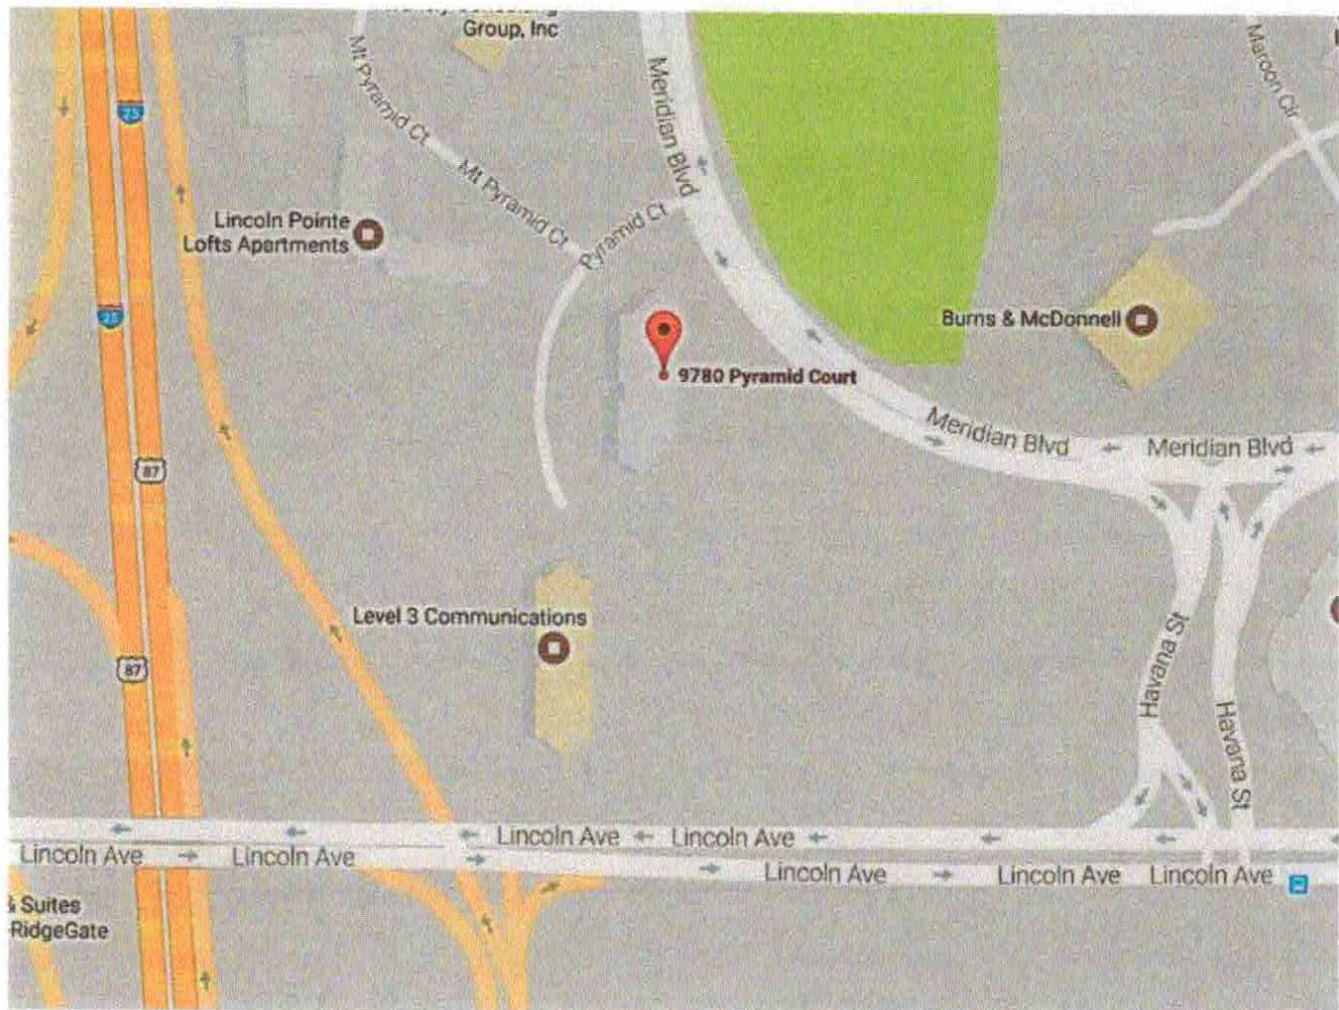 Group, Inc
25
Mt Pyramid Ct
Meridian Blvd
Maroon Cir
Mt Pyramid Ct
Pyramid Ct
Lincoln Pointe
Lofts Apartments
25
Burns & McDonnell
9780 Pyramid Court
Meridian Blvd
Meridian Blvd
87
Level 3 Communications
87
Havana St
Havana St
Lincoln Ave
Lincoln Ave
Lincoln Ave
Lincoln Ave
Lincoln Ave
Lincoln Ave
Lincoln Ave
& Suites
RidgeGate